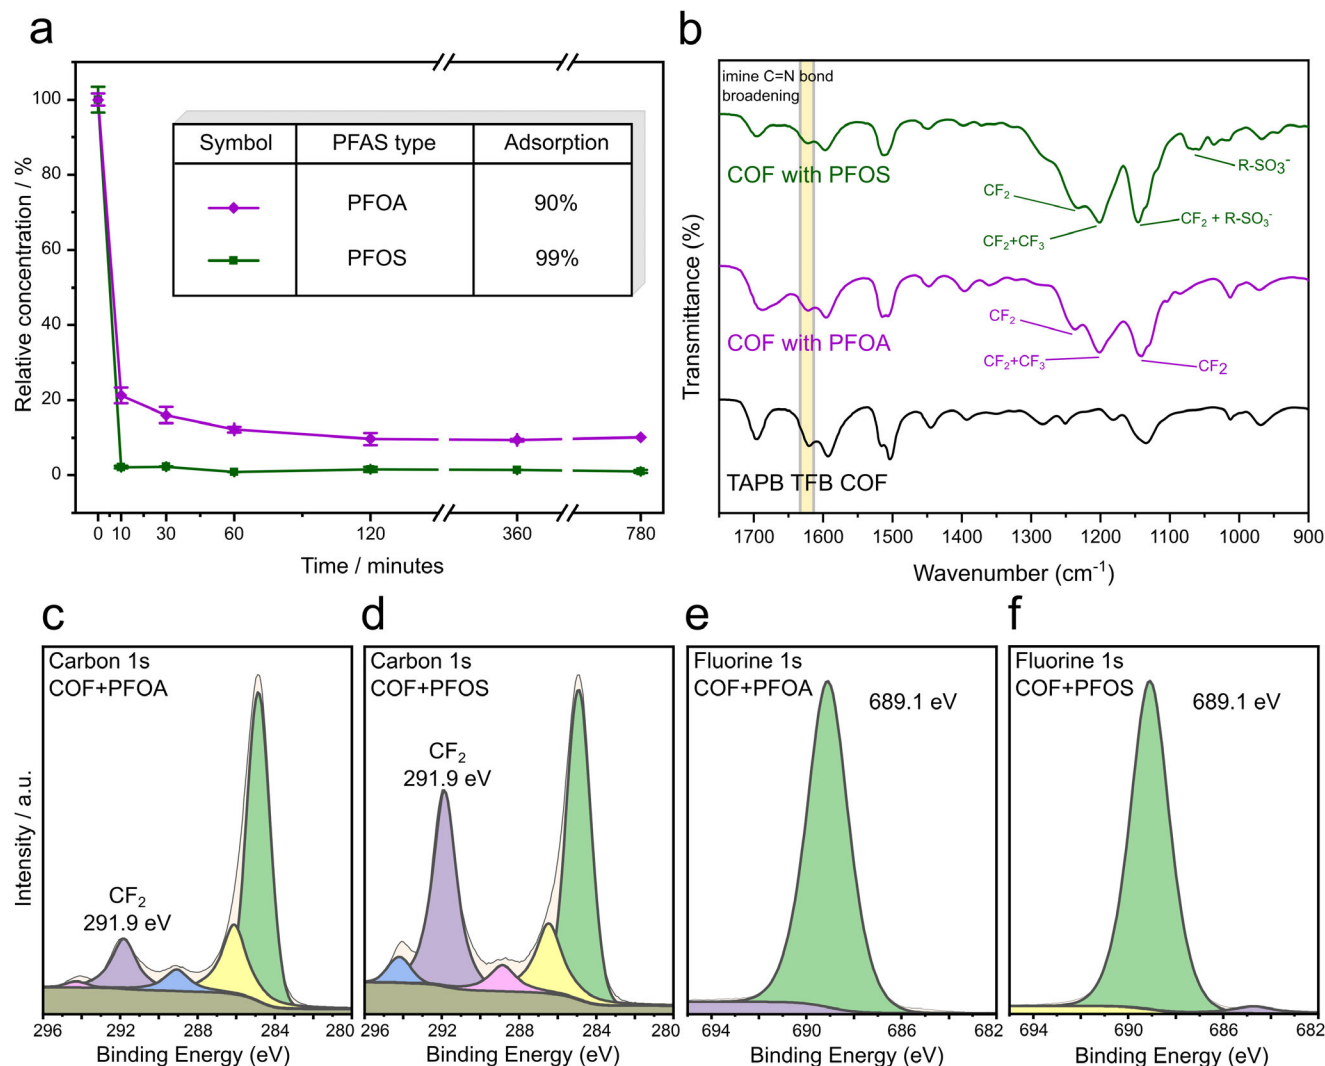 a
Relative concentration / %
100
80
60
40
20
0
Symbol PFAS type Adsorption
PFOA 90%
PFOS 99%
0 10 30 60 120 360 780
Time / minutes
b
Transmittance (%)
imine C=N bond
broadening
COF with PFOS
CF₂
CF₂+CF₃
R-SO₃⁻
CF₂ + R-SO₃⁻
COF with PFOA
CF₂
CF₂+CF₃
CF₂
TAPB TFB COF
1700 1600 1500 1400 1300 1200 1100 1000 900
Wavenumber (cm⁻¹)
c
Intensity / a.u.
Carbon 1s
COF+PFOA
CF₂
291.9 eV
296 292 288 284 280
Binding Energy (eV)
d
Carbon 1s
COF+PFOS
CF₂
291.9 eV
296 292 288 284 280
Binding Energy (eV)
e
Fluorine 1s
COF+PFOA
689.1 eV
694 690 686 682
Binding Energy (eV)
f
Fluorine 1s
COF+PFOS
689.1 eV
694 690 686 682
Binding Energy (eV)